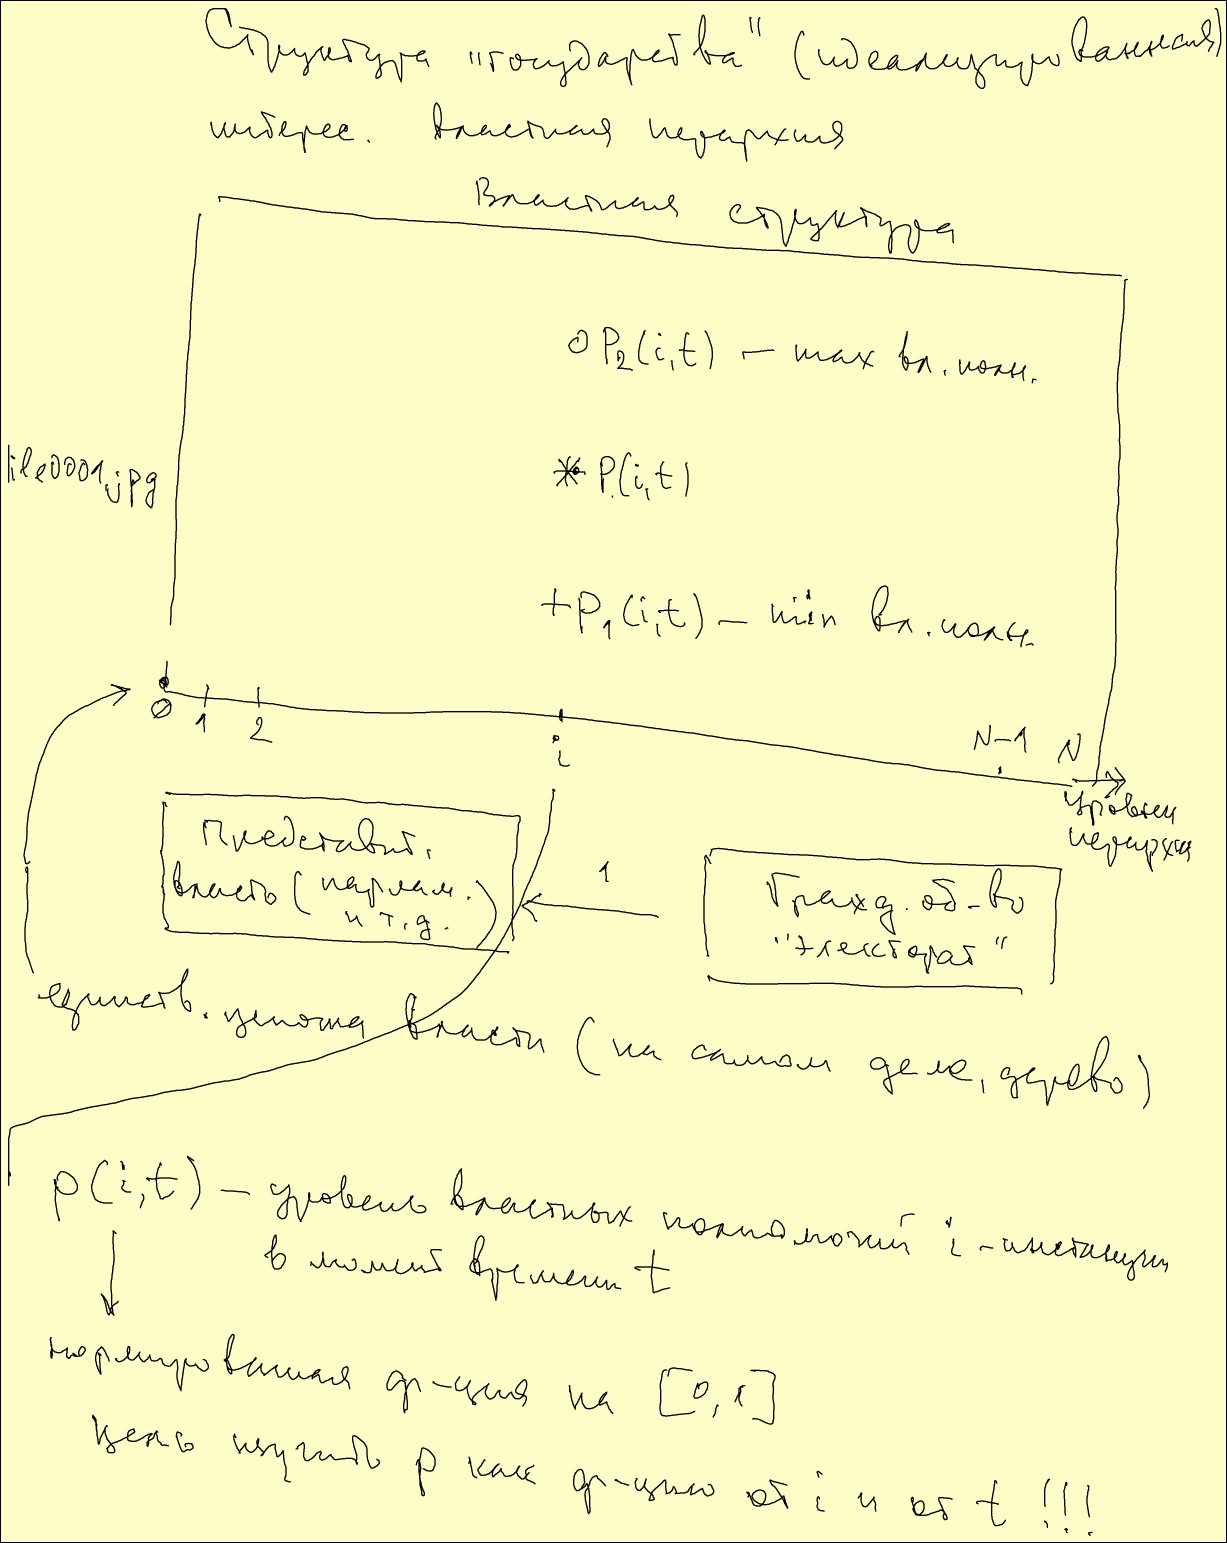 Структура "государства" (идеализированная)
интерес. властная иерархия
Властная структура
P₂(i,t) – max вл. полн.
* P(i,t)
file0001.jpg
+ P₁(i,t) – min вл. полн.
0 1 2 i N-1 N
уровни
иерархии
Представит.
власть (парлам.
и т.д.)
1
Гражд. об-во
"электорат"
единств. цепочка власти (на самом деле, дерево)
p(i,t) – уровень властных полномочий i-инстанции
в момент времени t
нормированная ф-ция на [0,1]
цель изучить p как ф-цию от i и от t !!!